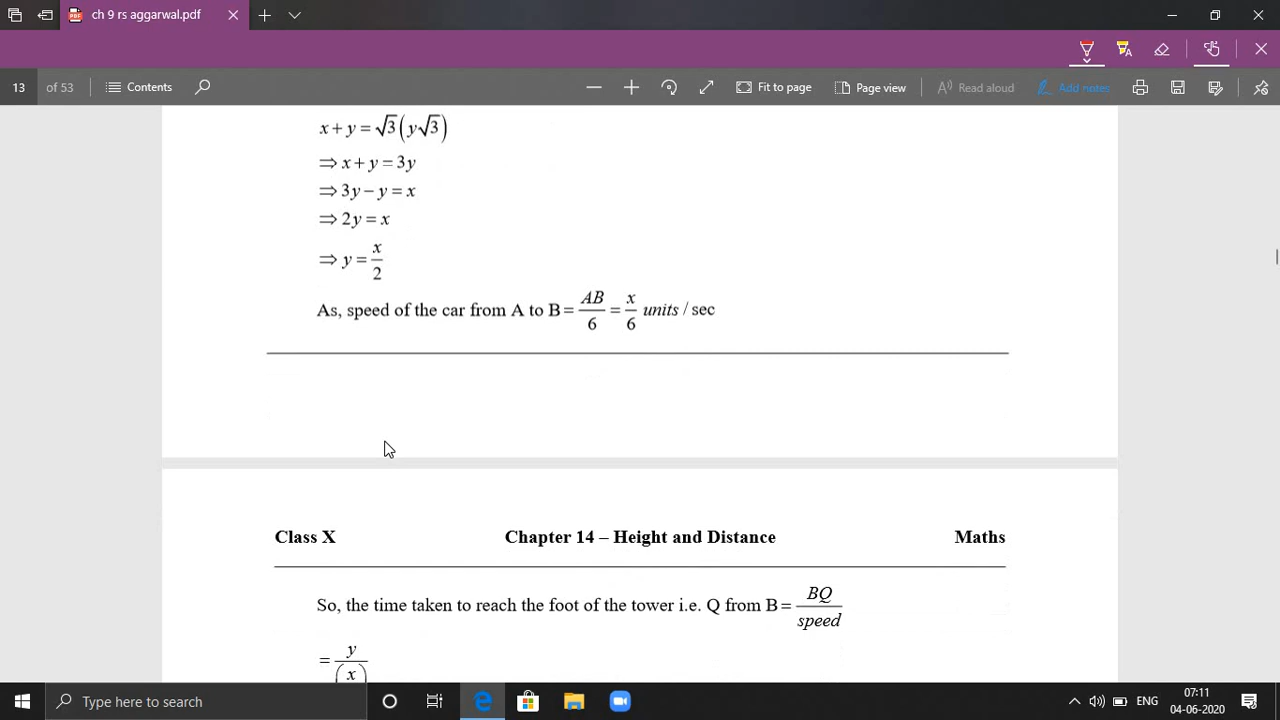 ch 9 rs aggarwal.pdf
13 of 53 Contents Fit to page Page view Read aloud Add notes
x + y = √3(y√3)
⇒ x + y = 3y
⇒ 3y − y = x
⇒ 2y = x
⇒ y = x/2
As, speed of the car from A to B = AB/6 = x/6 units / sec
Class X Chapter 14 – Height and Distance Maths
So, the time taken to reach the foot of the tower i.e. Q from B = BQ/speed
= y/(x)
Type here to search
ENG
07:11
04-06-2020